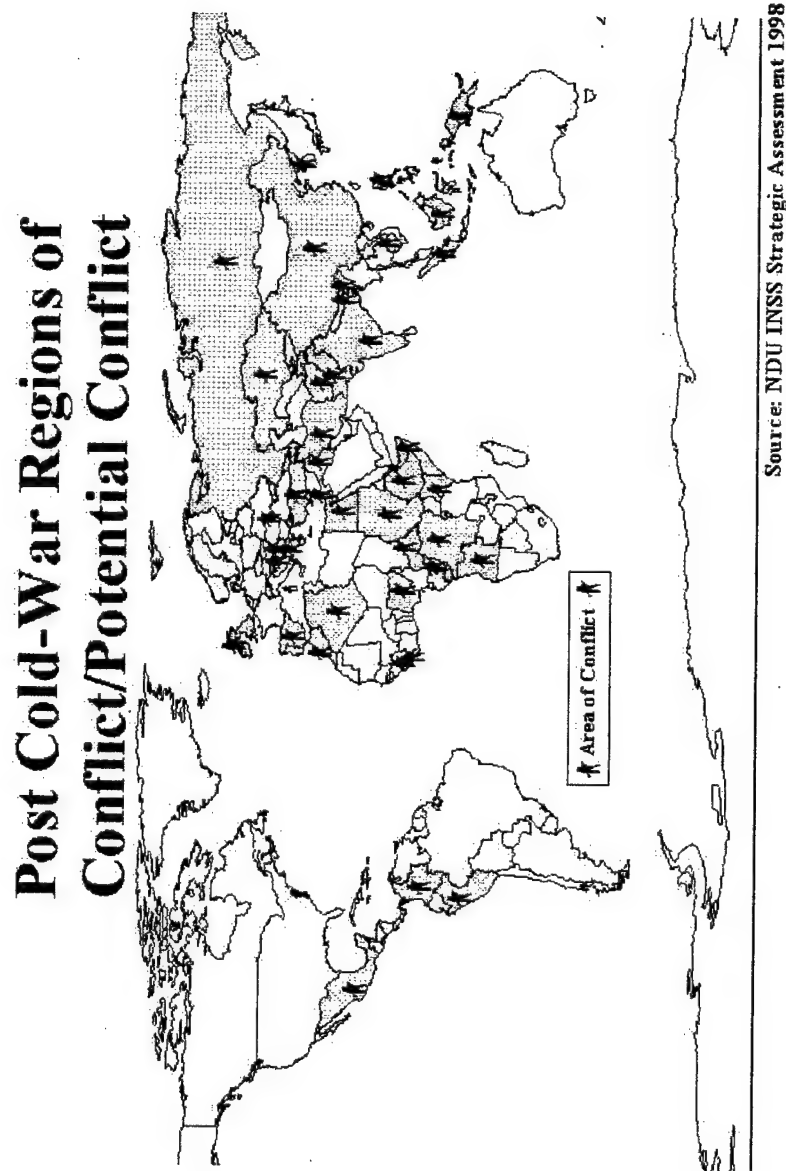 Post Cold-War Regions of
Conflict/Potential Conflict
Area of Conflict
Source: NDU INSS Strategic Assessment 1998